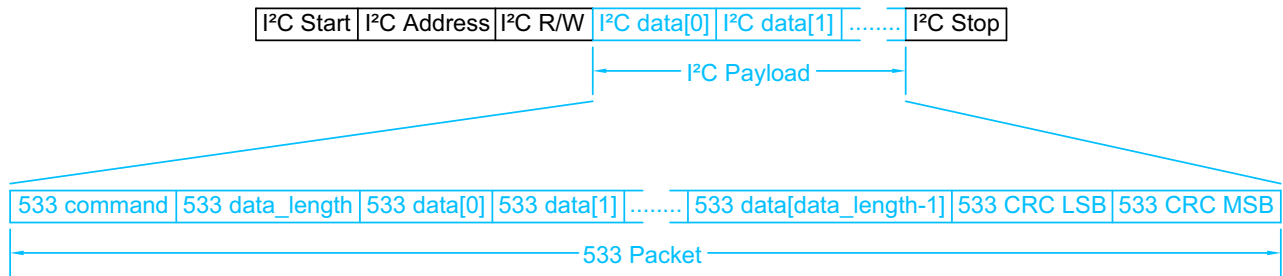 I²C Start I²C Address I²C R/W I²C data[0] I²C data[1] ........ I²C Stop
I²C Payload
533 command 533 data_length 533 data[0] 533 data[1] ........ 533 data[data_length-1] 533 CRC LSB 533 CRC MSB
533 Packet